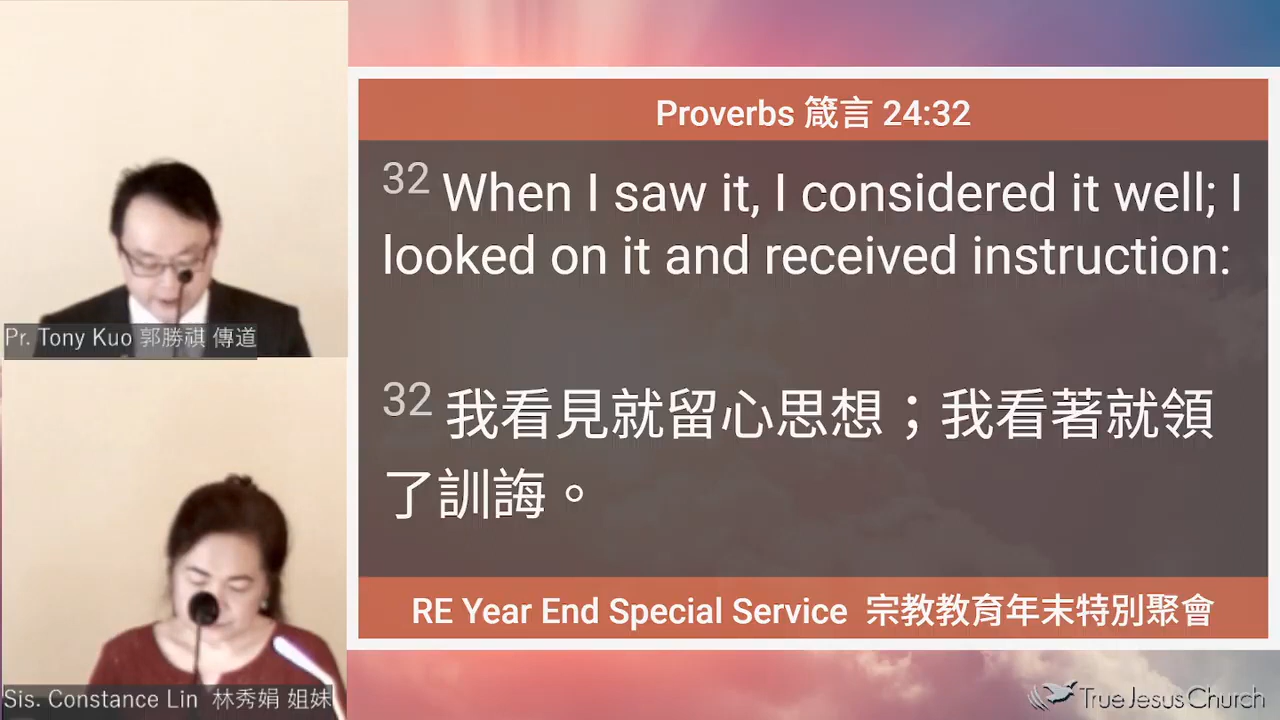 Proverbs 箴言 24:32
32 When I saw it, I considered it well; I
looked on it and received instruction:
32 我看見就留心思想；我看著就領
了訓誨。
RE Year End Special Service 宗教教育年末特別聚會
Pr. Tony Kuo 郭勝祺 傳道
Sis. Constance Lin 林秀娟 姐妹
True Jesus Church